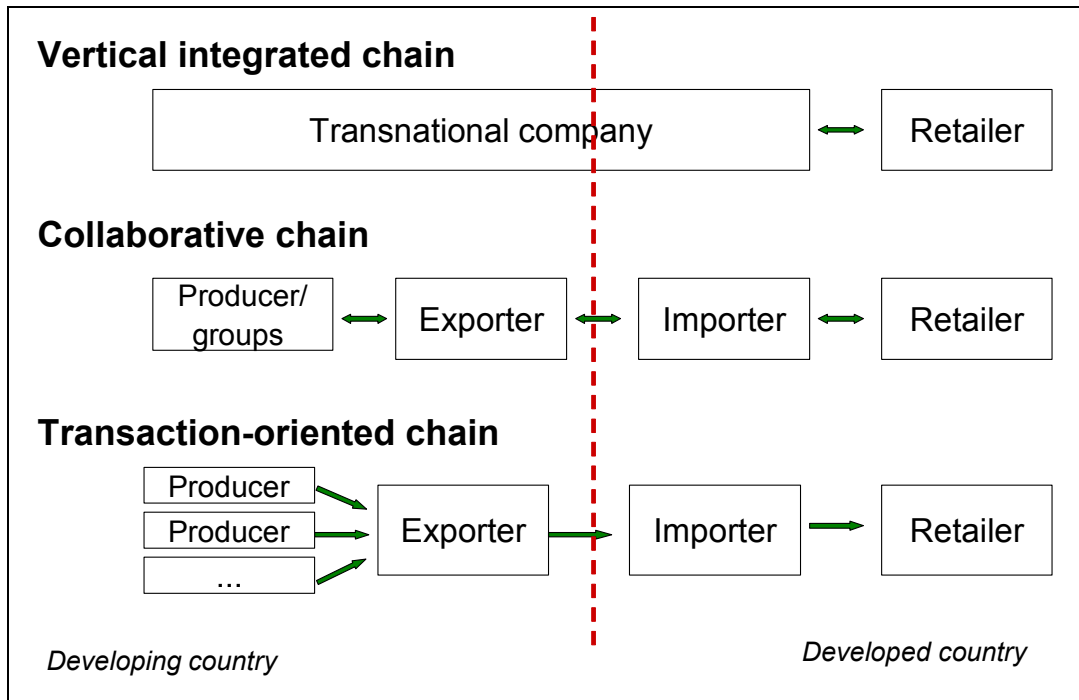 Vertical integrated chain
Transnational company
Retailer
Collaborative chain
Producer/
groups
Exporter
Importer
Retailer
Transaction-oriented chain
Producer
Producer
...
Exporter
Importer
Retailer
Developing country
Developed country